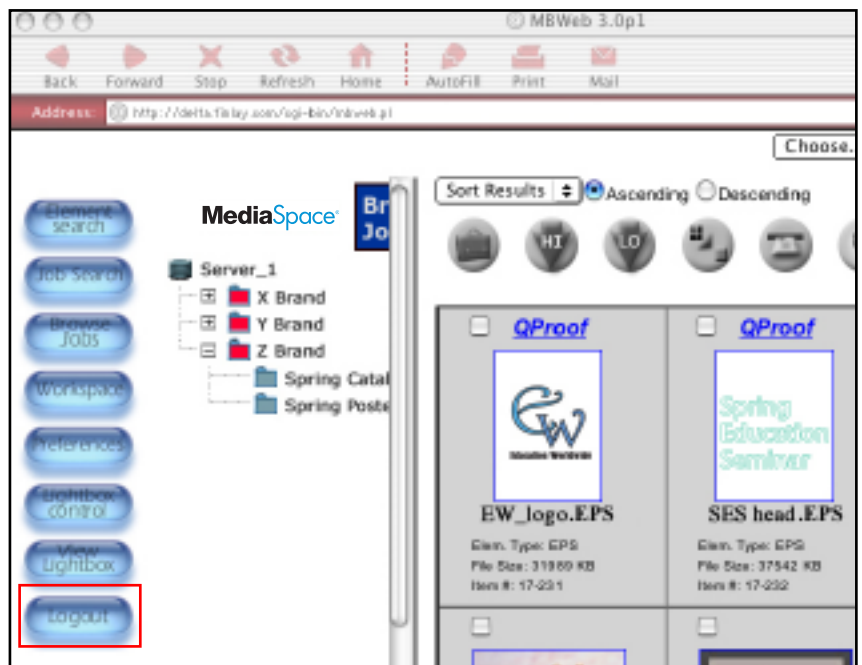 MBWeb 3.0p1
Back Forward Stop Refresh Home AutoFill Print Mail
Address: http://delta.finlay.com/cgi-bin/mbweb.pl
Choose.
Sort Results Ascending Descending
HI LO
Element search
Job Search
Browse Jobs
Workspace
Preferences
Lightbox control
View Lightbox
Logout
MediaSpace
Br
Jo
Server_1
X Brand
Y Brand
Z Brand
Spring Catal
Spring Poste
QProof
EW
Education Worldwide
EW_logo.EPS
Elem. Type: EPS
File Size: 31989 KB
Item #: 17-231
QProof
Spring
Education
Seminar
SES head.EPS
Elem. Type: EPS
File Size: 37542 KB
Item #: 17-232